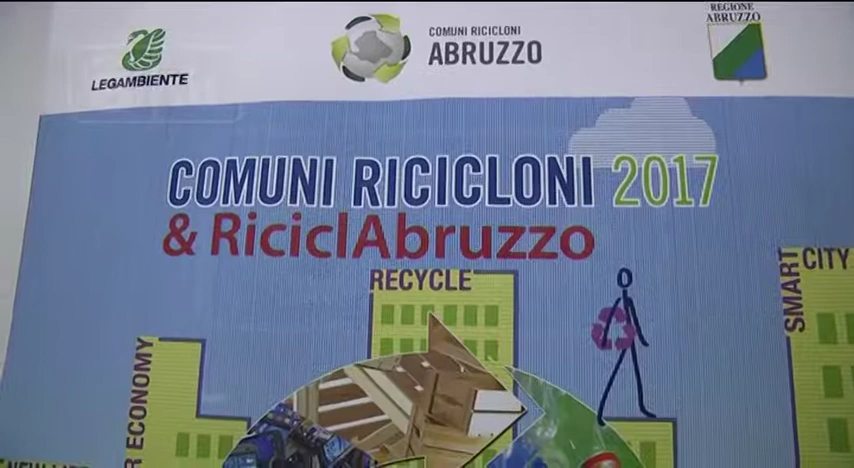 LEGAMBIENTE
COMUNI RICICLONI
ABRUZZO
REGIONE
ABRUZZO
COMUNI RICICLONI 2017
& RiciclAbruzzo
RECYCLE
SMART CITY
ECONOMY